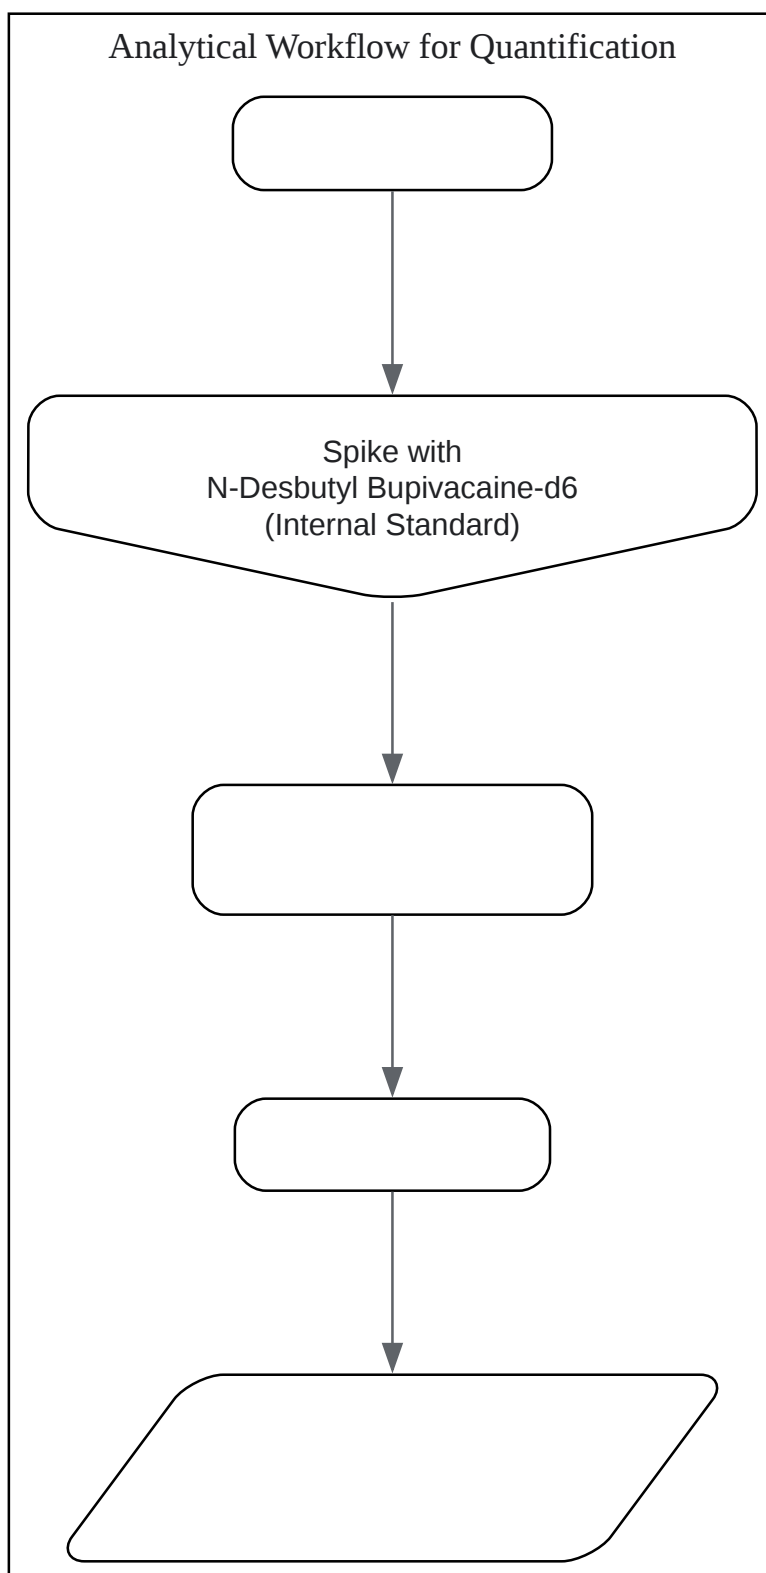 Analytical Workflow for Quantification
Spike with
N-Desbutyl Bupivacaine-d6
(Internal Standard)